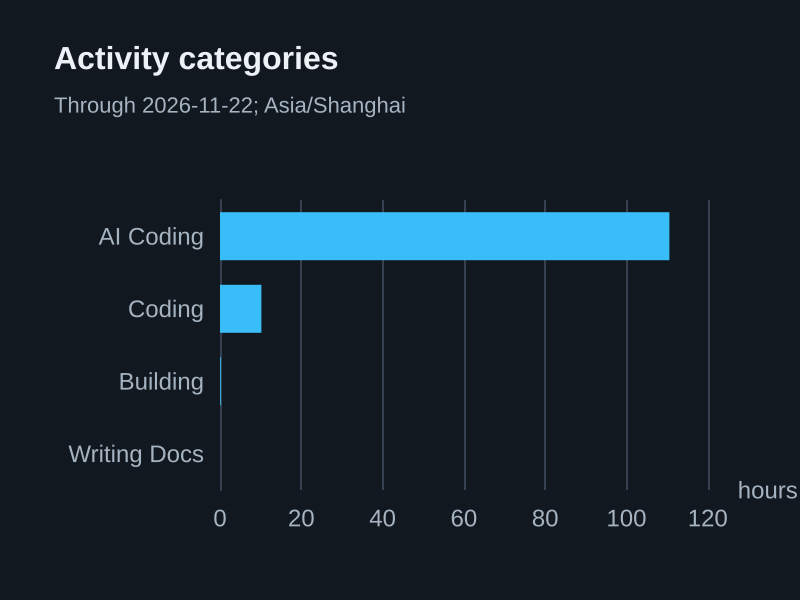 Activity categories
Through 2026-11-22; Asia/Shanghai
AI Coding
Coding
Building
Writing Docs
hours
0 20 40 60 80 100 120